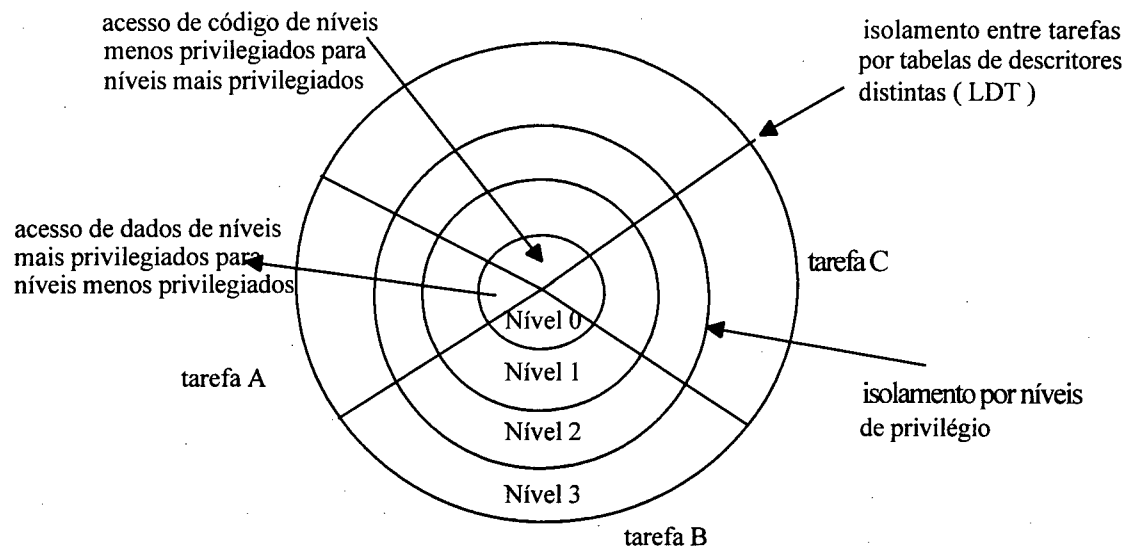 acesso de código de níveis
menos privilegiados para
níveis mais privilegiados
isolamento entre tarefas
por tabelas de descritores
distintas ( LDT )
acesso de dados de níveis
mais privilegiados para
níveis menos privilegiados
tarefa C
Nível 0
Nível 1
tarefa A
isolamento por níveis
de privilégio
Nível 2
Nível 3
tarefa B